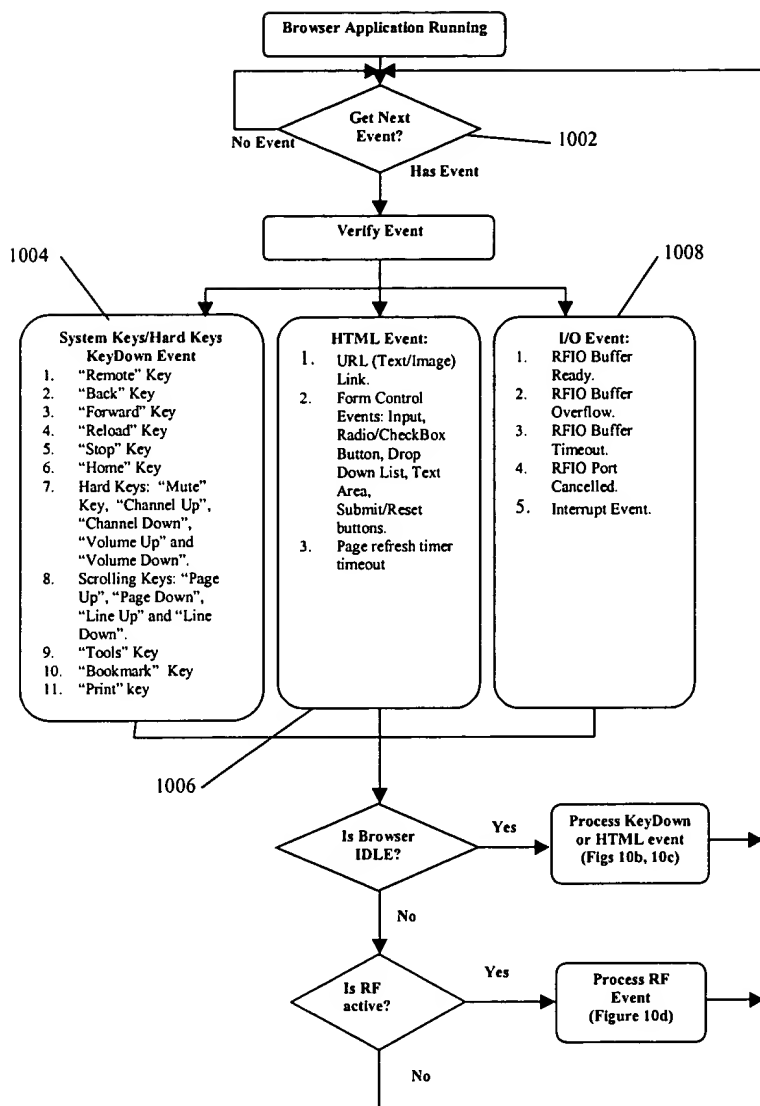 Browser Application Running
Get Next
Event?
No Event
1002
Has Event
Verify Event
1004
1008
System Keys/Hard Keys
KeyDown Event
1. “Remote” Key
2. “Back” Key
3. “Forward” Key
4. “Reload” Key
5. “Stop” Key
6. “Home” Key
7. Hard Keys: “Mute”
Key, “Channel Up”,
“Channel Down”,
“Volume Up” and
“Volume Down”.
8. Scrolling Keys: “Page
Up”, “Page Down”,
“Line Up” and “Line
Down”.
9. “Tools” Key
10. “Bookmark” Key
11. “Print” key
HTML Event:
1. URL (Text/Image)
Link.
2. Form Control
Events: Input,
Radio/CheckBox
Button, Drop
Down List, Text
Area,
Submit/Reset
buttons.
3. Page refresh timer
timeout
I/O Event:
1. RFIO Buffer
Ready.
2. RFIO Buffer
Overflow.
3. RFIO Buffer
Timeout.
4. RFIO Port
Cancelled.
5. Interrupt Event.
1006
Is Browser
IDLE?
Yes
Process KeyDown
or HTML event
(Figs 10b, 10c)
No
Is RF
active?
Yes
Process RF
Event
(Figure 10d)
No